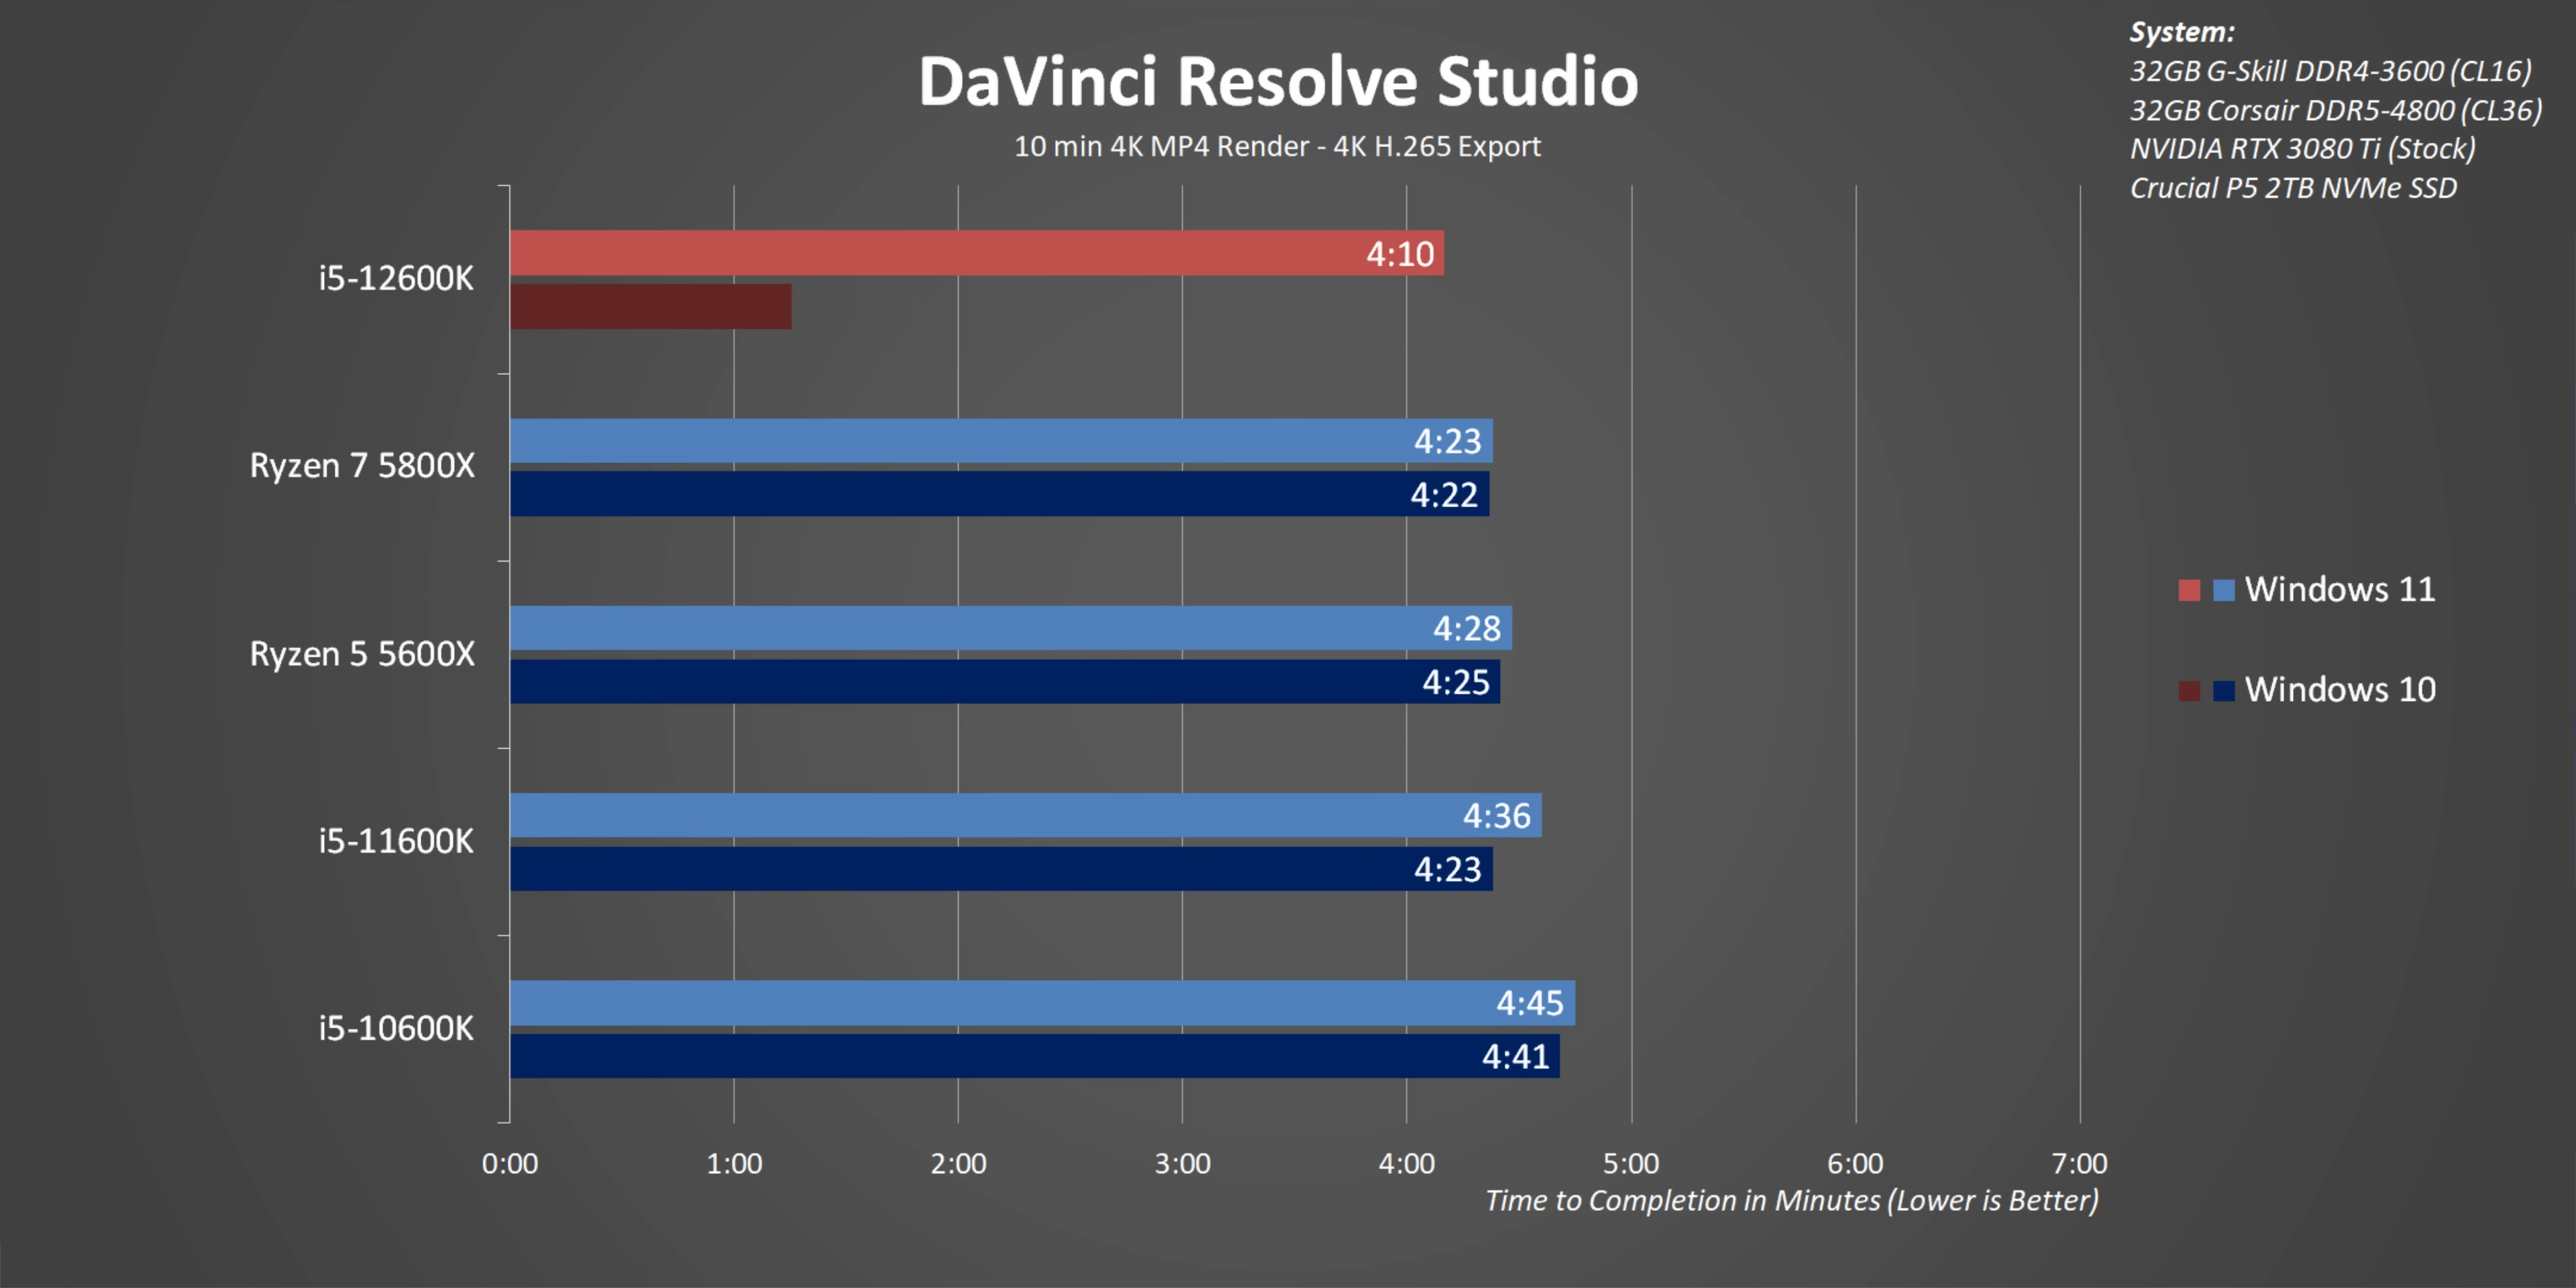 DaVinci Resolve Studio
10 min 4K MP4 Render - 4K H.265 Export
System:
32GB G-Skill DDR4-3600 (CL16)
32GB Corsair DDR5-4800 (CL36)
NVIDIA RTX 3080 Ti (Stock)
Crucial P5 2TB NVMe SSD
i5-12600K
4:10
Ryzen 7 5800X
4:23
4:22
Ryzen 5 5600X
4:28
4:25
i5-11600K
4:36
4:23
i5-10600K
4:45
4:41
Windows 11
Windows 10
0:00 1:00 2:00 3:00 4:00 5:00 6:00 7:00
Time to Completion in Minutes (Lower is Better)